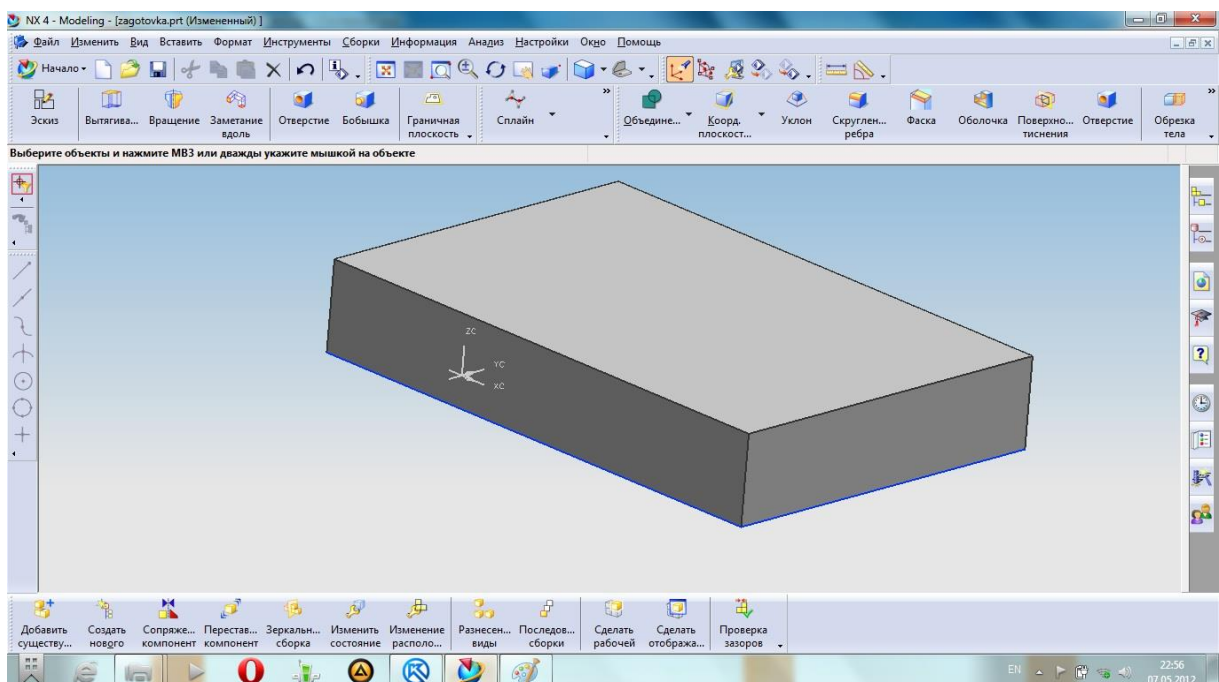 NX 4 - Modeling - [zagotovka.prt (Измененный) ]
Файл Изменить Вид Вставить Формат Инструменты Сборки Информация Анализ Настройки Окно Помощь
Начало
Эскиз Вытягива... Вращение Заметание вдоль Отверстие Бобышка Граничная плоскость Сплайн Объедине... Коорд. плоскост... Уклон Скруглен... ребра Фаска Оболочка Поверхно... тиснения Отверстие Обрезка тела
Выберите объекты и нажмите MB3 или дважды укажите мышкой на объекте
ZC
YC
XC
Добавить существу... Создать нового Сопряже... компонент Перестав... компонент Зеркальн... сборка Изменить состояние Изменение располо... Разнесен... виды Последов... сборки Сделать рабочей Сделать отобража... Проверка зазоров
EN 22:56
07.05.2012